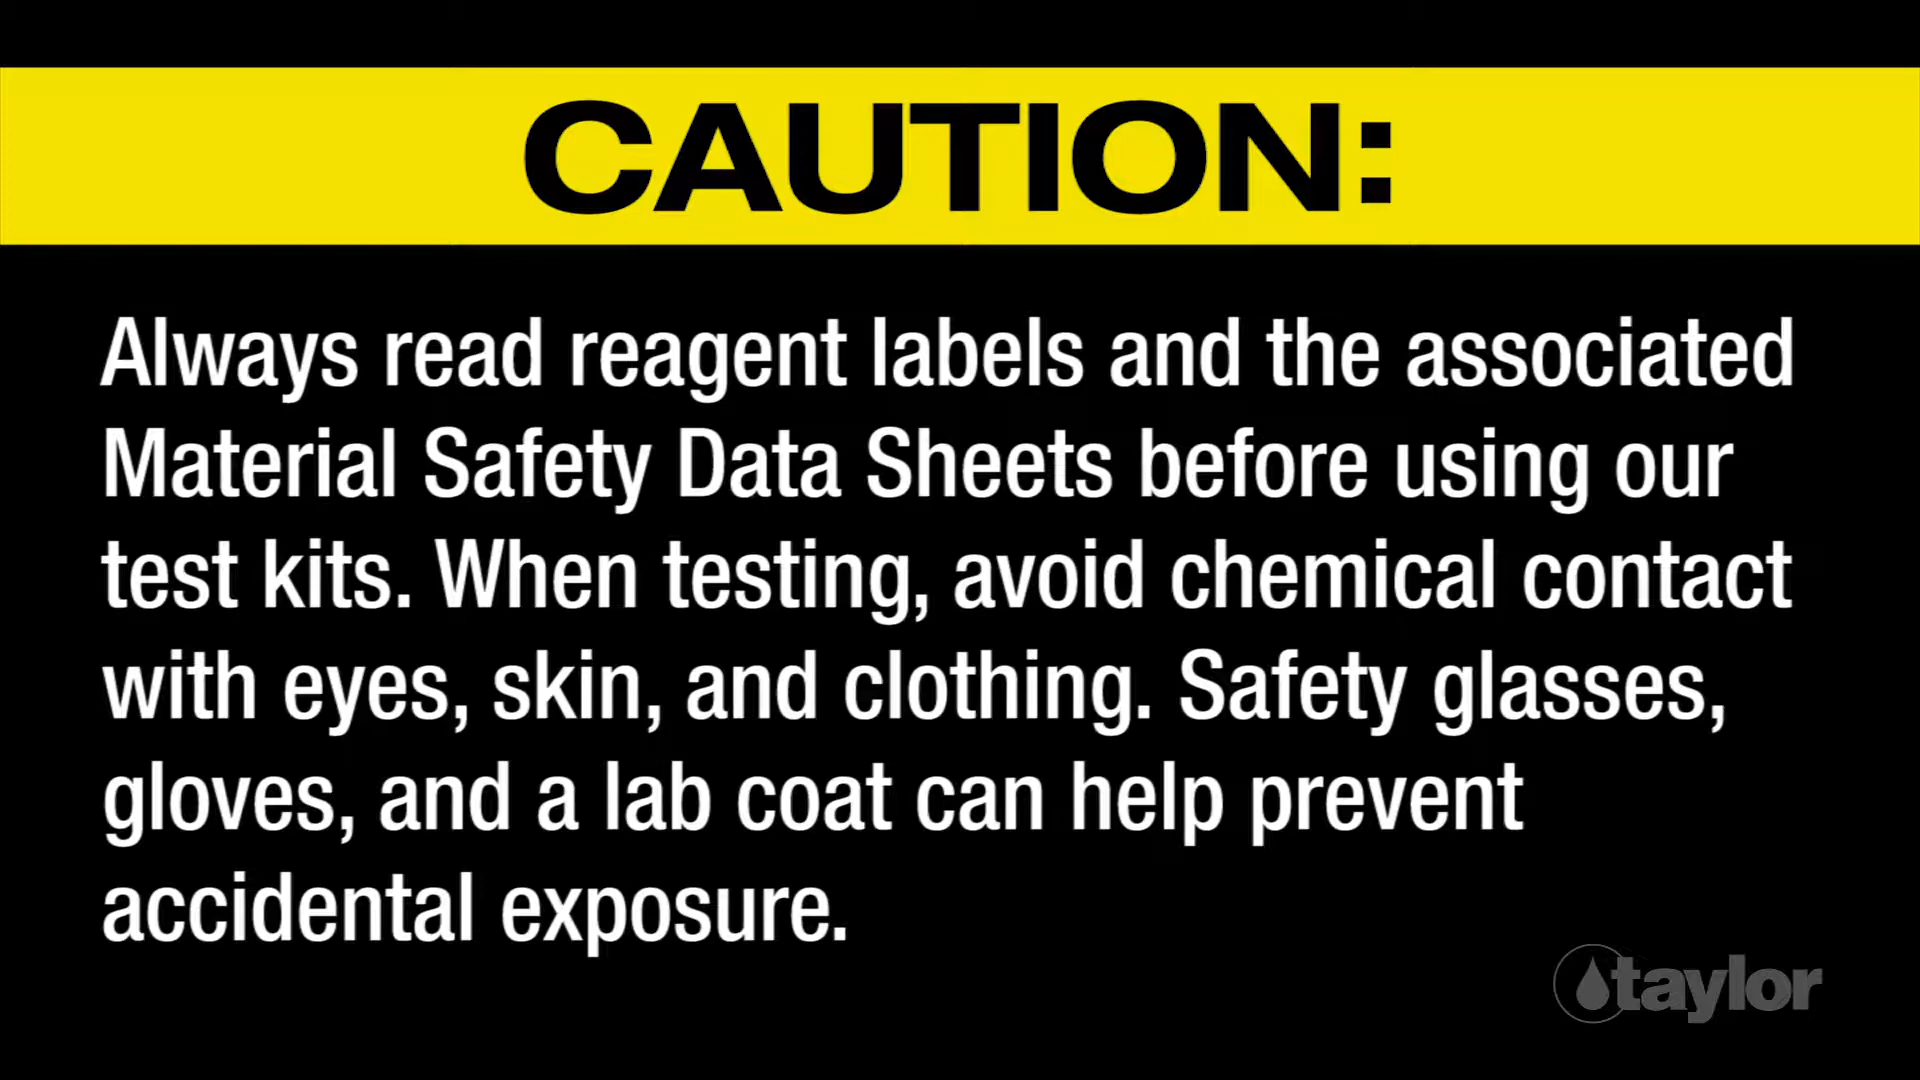 CAUTION:
Always read reagent labels and the associated
Material Safety Data Sheets before using our
test kits. When testing, avoid chemical contact
with eyes, skin, and clothing. Safety glasses,
gloves, and a lab coat can help prevent
accidental exposure.
taylor